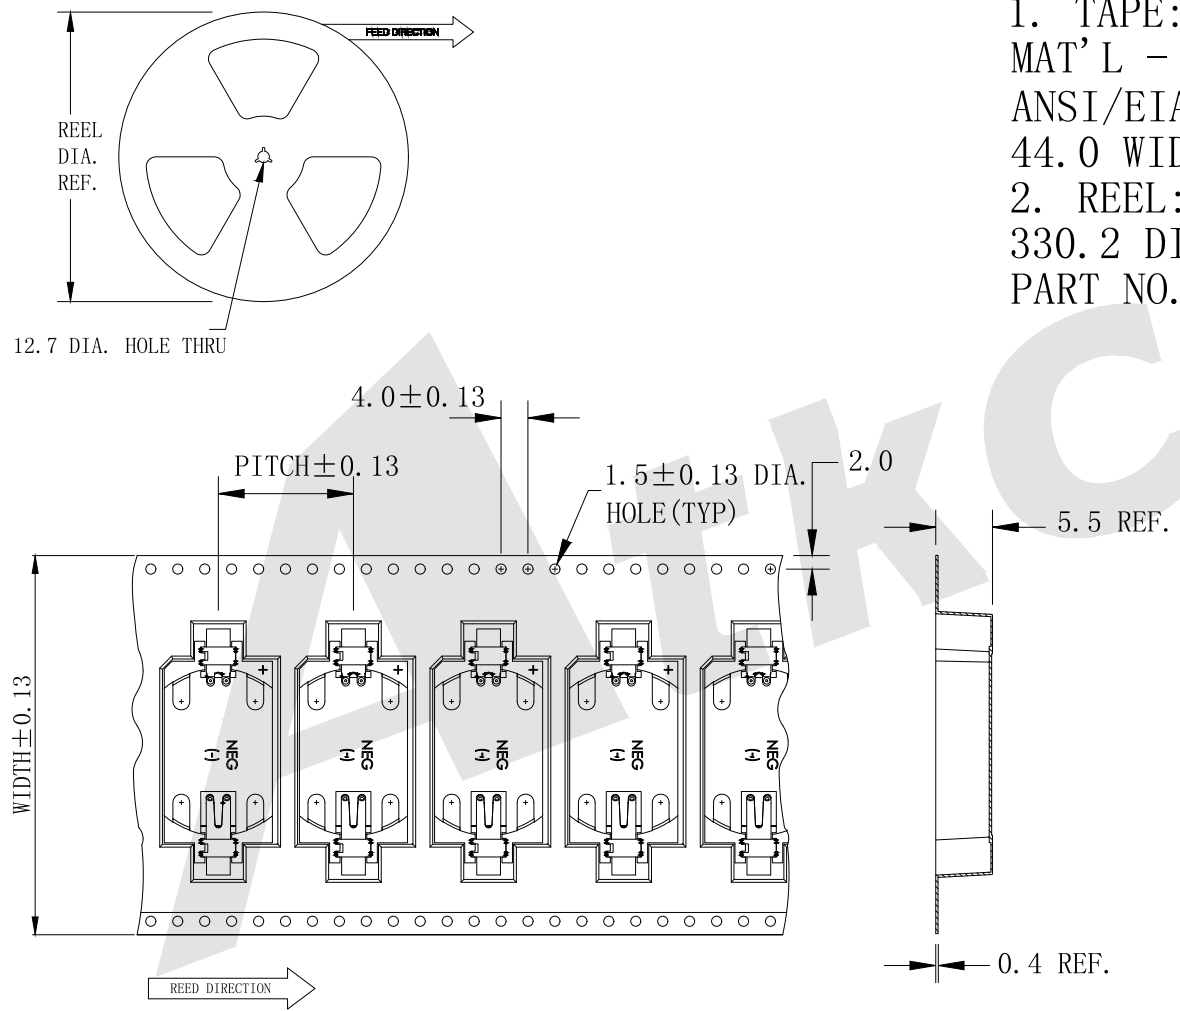 FEED DIRECTION
REEL
DIA.
REF.
12.7 DIA. HOLE THRU
1. TAPE:
MAT'L -
ANSI/EIA
44.0 WID
2. REEL:
330.2 DI
PART NO.
4.0±0.13
PITCH±0.13
1.5±0.13 DIA.
HOLE(TYP)
2.0
5.5 REF.
WIDTH±0.13
+ + + +
NEG
(-)
NEG
(-)
NEG
(-)
NEG
(-)
NEG
(-)
0.4 REF.
REED DIRECTION
Atkc